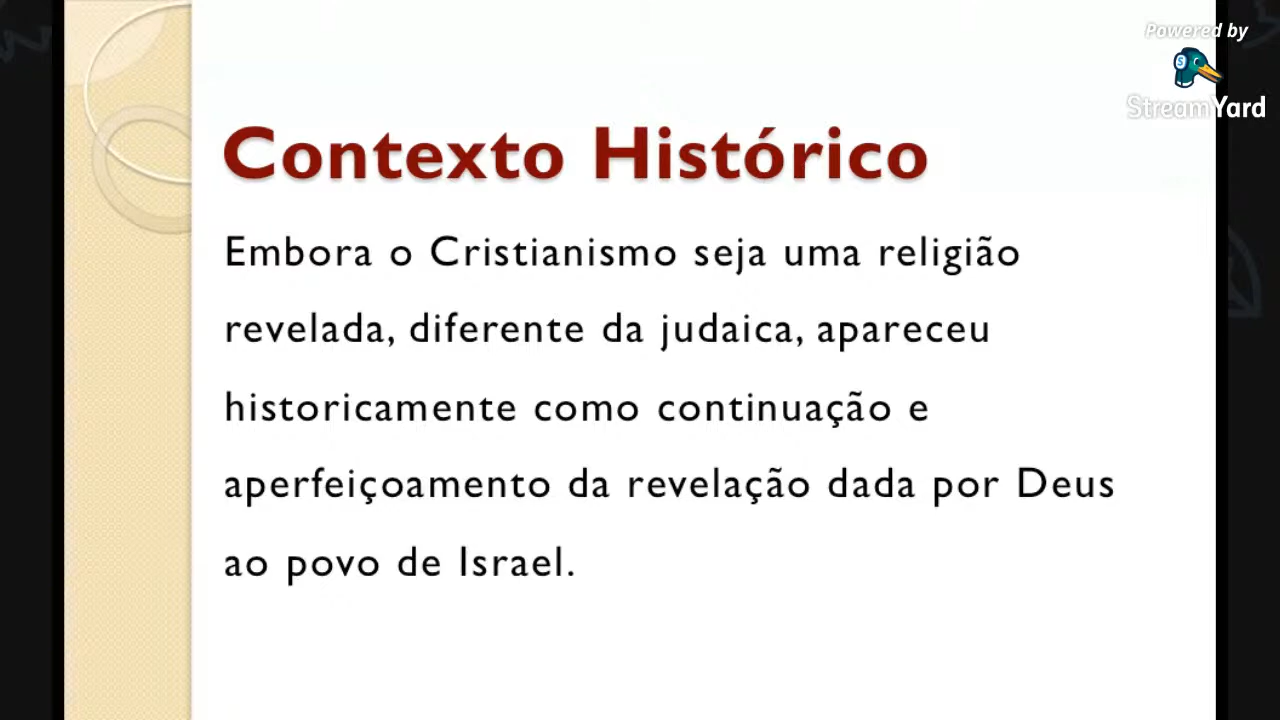 Powered by
StreamYard
Contexto Histórico
Embora o Cristianismo seja uma religião
revelada, diferente da judaica, apareceu
historicamente como continuação e
aperfeiçoamento da revelação dada por Deus
ao povo de Israel.